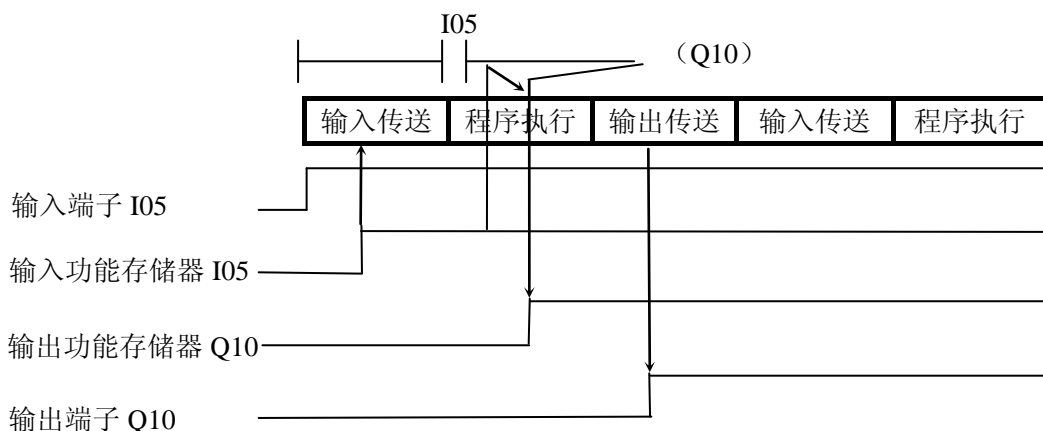 I05
（Q10）
输入传送 程序执行 输出传送 输入传送 程序执行
输入端子 I05
输入功能存储器 I05
输出功能存储器 Q10
输出端子 Q10